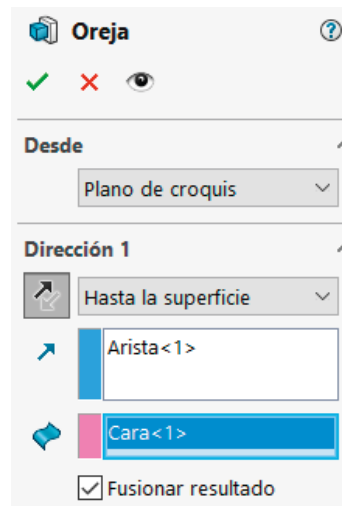 Oreja
Desde
Plano de croquis
Dirección 1
Hasta la superficie
Arista<1>
Cara<1>
Fusionar resultado